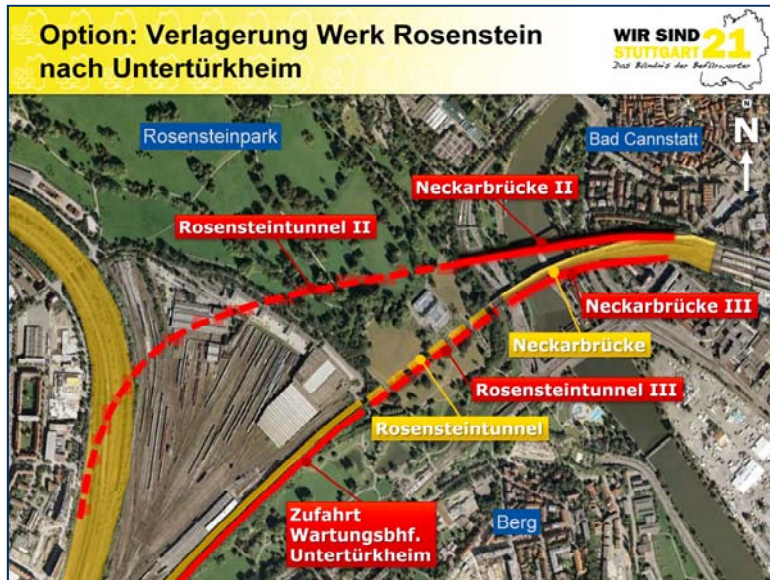 Option: Verlagerung Werk Rosenstein
nach Untertürkheim
WIR SIND
STUTTGART 21
Das Bündnis der Befürworter
Rosensteinpark
Bad Cannstatt
N
Neckarbrücke II
Rosensteintunnel II
Neckarbrücke III
Neckarbrücke
Rosensteintunnel III
Rosensteintunnel
Zufahrt
Wartungsbhf.
Untertürkheim
Berg